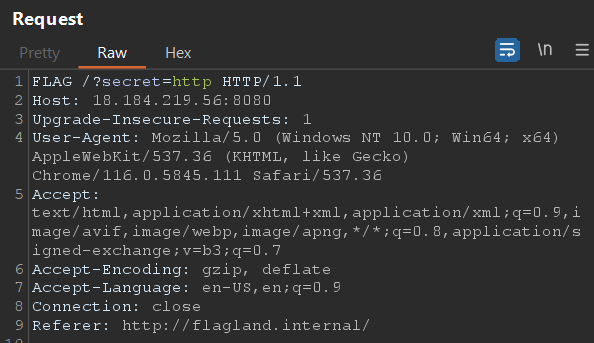 Request
Pretty Raw Hex \n
1 FLAG /?secret=http HTTP/1.1
2 Host: 18.184.219.56:8080
3 Upgrade-Insecure-Requests: 1
4 User-Agent: Mozilla/5.0 (Windows NT 10.0; Win64; x64)
AppleWebKit/537.36 (KHTML, like Gecko)
Chrome/116.0.5845.111 Safari/537.36
5 Accept:
text/html,application/xhtml+xml,application/xml;q=0.9,i
mage/avif,image/webp,image/apng,*/*;q=0.8,application/s
igned-exchange;v=b3;q=0.7
6 Accept-Encoding: gzip, deflate
7 Accept-Language: en-US,en;q=0.9
8 Connection: close
9 Referer: http://flagland.internal/
10